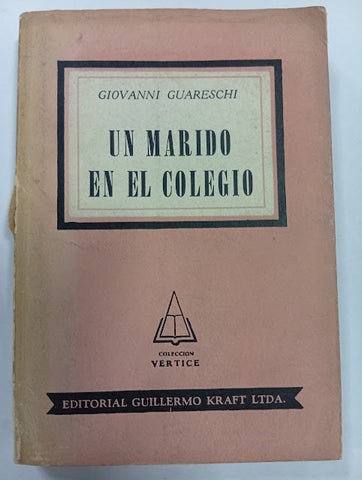 GIOVANNI GUARESCHI
UN MARIDO
EN EL COLEGIO
COLECCION
VERTICE
EDITORIAL GUILLERMO KRAFT LTDA.